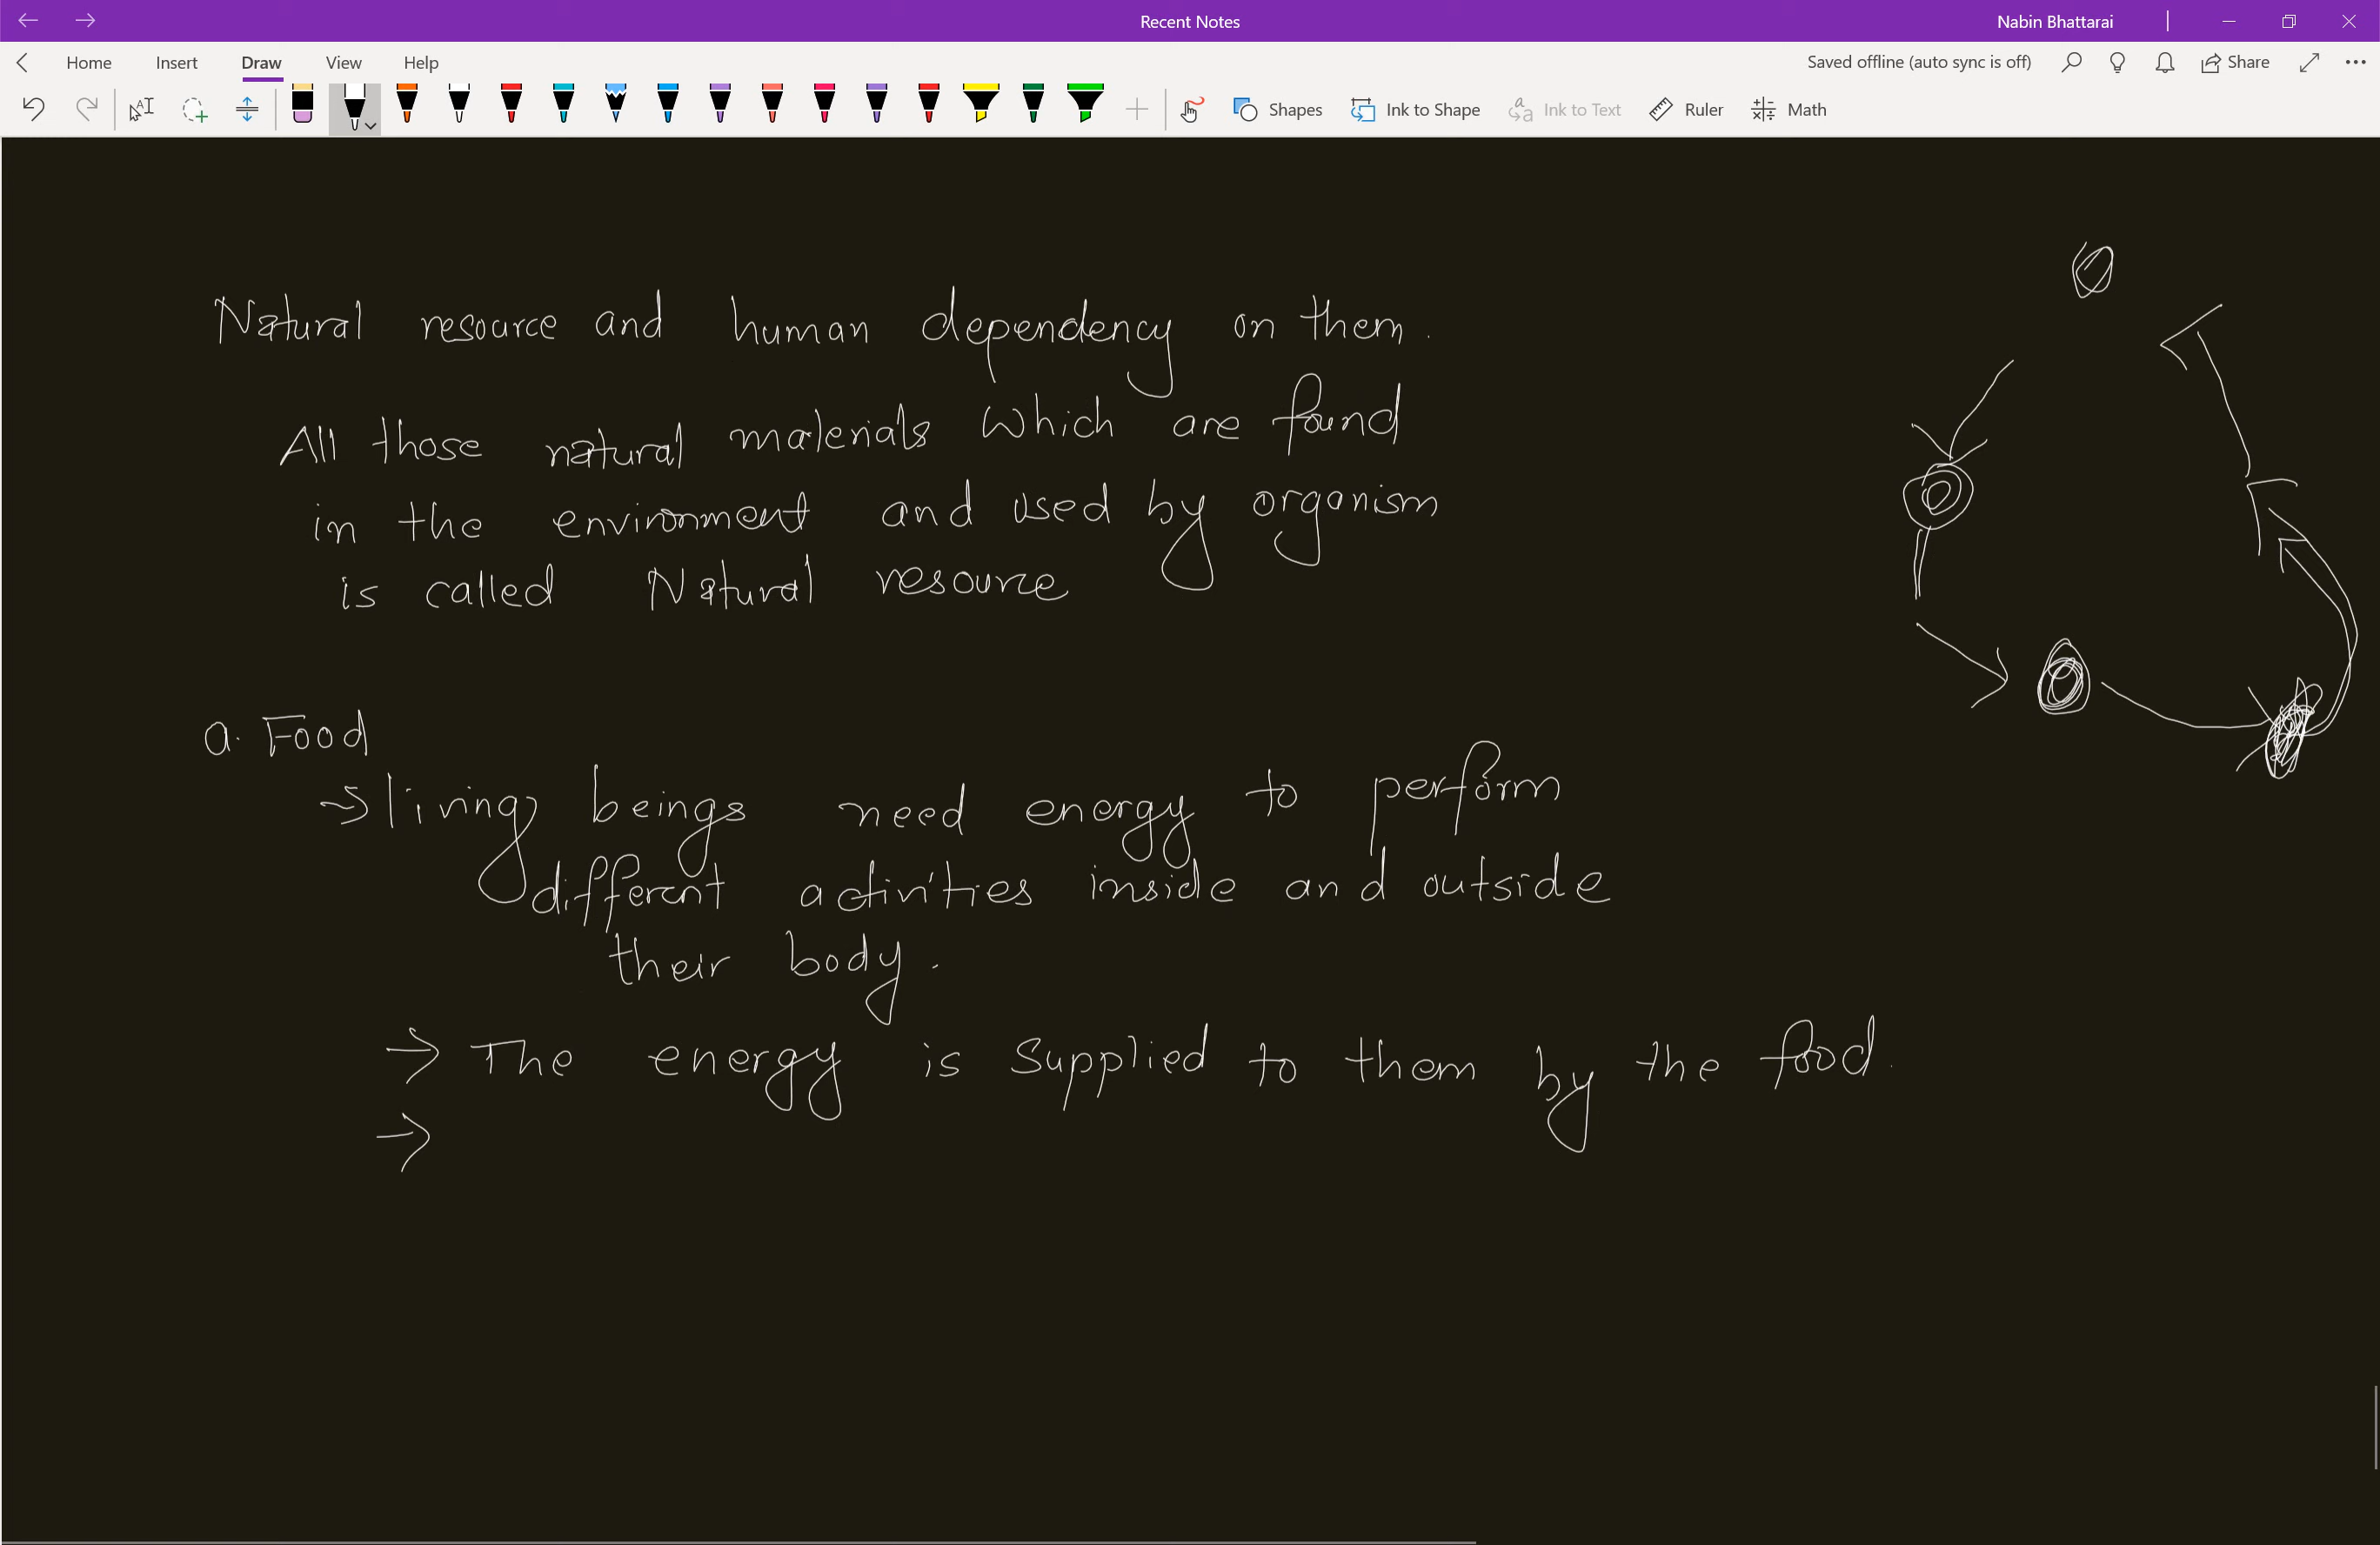 Recent Notes
Nabin Bhattarai
Home Insert Draw View Help
Saved offline (auto sync is off) Share
Shapes Ink to Shape Ink to Text Ruler Math
Natural resource and human dependency on them.
All those natural materials which are found
in the environment and used by organism
is called Natural resource
a. Food
→ living beings need energy to perform
different activities inside and outside
their body.
→ The energy is supplied to them by the food.
→